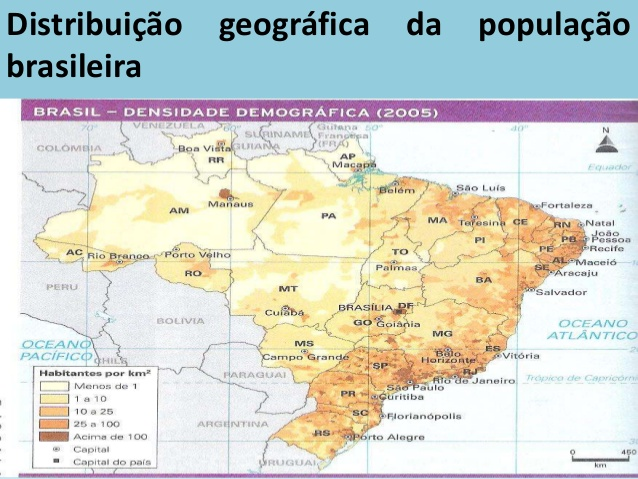 Distribuição geográfica da população
brasileira
BRASIL – DENSIDADE DEMOGRÁFICA (2005)
70°
VENEZUELA
60°
SURINAME
Guiana
Francesa
(FRA)
50°
40°
N
COLÔMBIA
Boa Vista
GUIANA
RR
AP
Macapá
Equador
Belém
São Luís
Manaus
AM
PA
MA
Teresina
CE
Fortaleza
RN
Natal
PB
João
Pessoa
PI
PE
Recife
AC
Rio Branco
Porto Velho
AL
Maceió
TO
SE
Aracaju
RO
Palmas
PERU
MT
BA
Salvador
BRASÍLIA
DF
Cuiabá
GO
Goiânia
BOLÍVIA
MG
OCEANO
ATLÂNTICO
OCEANO
PACÍFICO
MS
Belo
Horizonte
ES
Vitória
CHILE
Campo Grande
SP
RJ
Rio de Janeiro
Trópico de Capricórnio
PARAGUAI
São Paulo
PR
Curitiba
SC
Florianópolis
ARGENTINA
RS
Porto Alegre
URUGUAI
Habitantes por km²
Menos de 1
1 a 10
10 a 25
25 a 100
Acima de 100
Capital
Capital do país
0 450
km